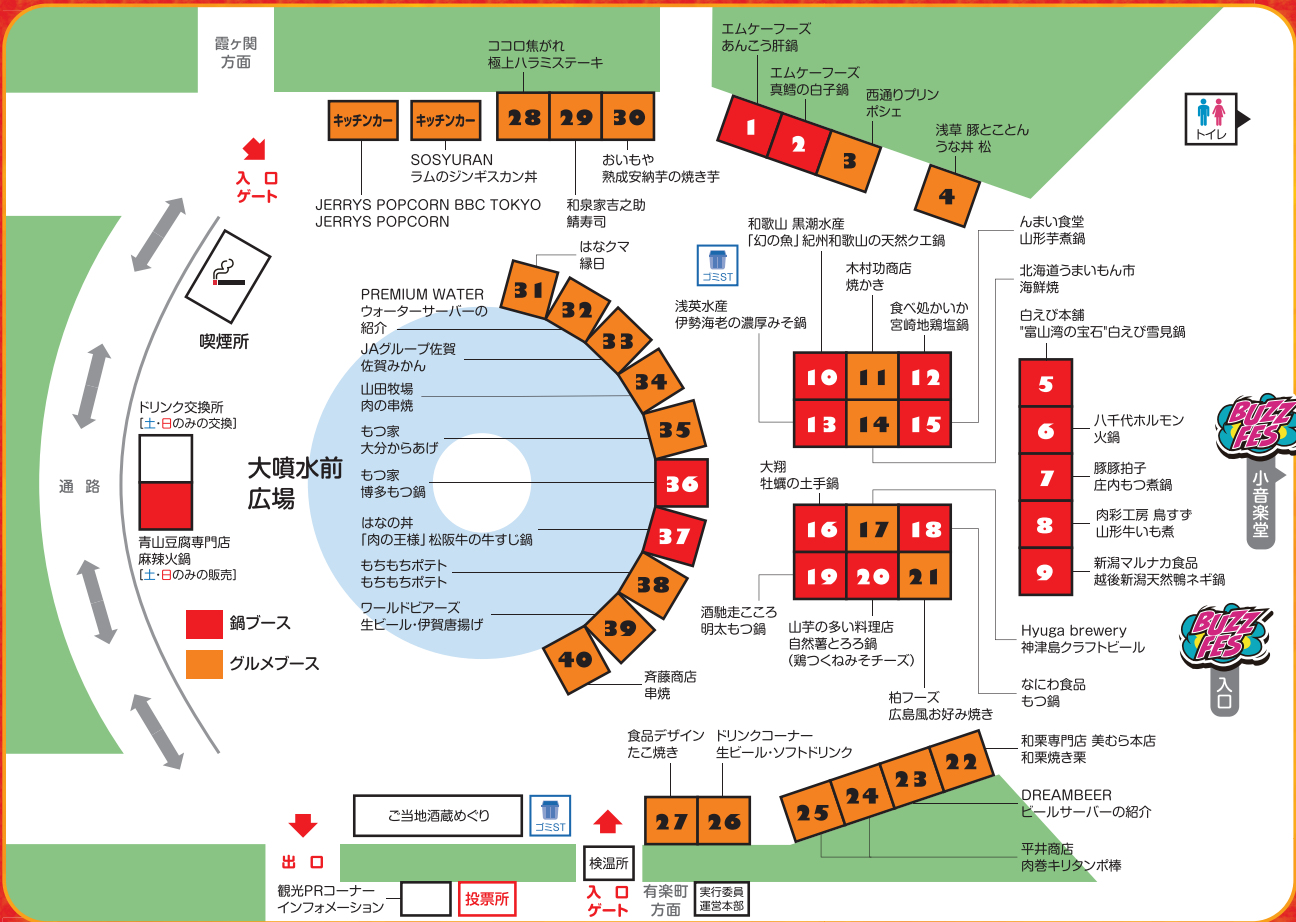 霞ヶ関
方面
入口
ゲート
喫煙所
ココロ焦がれ
極上ハラミステーキ
キッチンカー
キッチンカー
28
29
30
SOSYURAN
ラムのジンギスカン丼
おいもや
熟成安納芋の焼き芋
JERRYS POPCORN BBC TOKYO
JERRYS POPCORN
和泉家吉之助
鯖寿司
エムケーフーズ
あんこう肝鍋
エムケーフーズ
真鱈の白子鍋
西通りプリン
ポシェ
浅草 豚とことん
うな丼 松
1
2
3
4
トイレ
はなクマ
縁日
PREMIUM WATER
ウォーターサーバーの
紹介
JAグループ佐賀
佐賀みかん
山田牧場
肉の串焼
もつ家
大分からあげ
もつ家
博多もつ鍋
はなの丼
「肉の王様」松阪牛の牛すじ鍋
もちもちポテト
もちもちポテト
ワールドビアーズ
生ビール・伊賀唐揚げ
斉藤商店
串焼
31
32
33
34
35
36
37
38
39
40
大噴水前
広場
通路
ドリンク交換所
[土・日のみの交換]
青山豆腐専門店
麻辣火鍋
[土・日のみの販売]
鍋ブース
グルメブース
ゴミST
和歌山 黒潮水産
「幻の魚」紀州和歌山の天然クエ鍋
木村功商店
焼かき
浅英水産
伊勢海老の濃厚みそ鍋
食べ処かいか
宮崎地鶏塩鍋
んまい食堂
山形芋煮鍋
北海道うまいもん市
海鮮焼
白えび本舗
"富山湾の宝石"白えび雪見鍋
10
11
12
13
14
15
5
6
7
8
9
八千代ホルモン
火鍋
豚豚拍子
庄内もつ煮鍋
肉彩工房 鳥すず
山形牛いも煮
新潟マルナカ食品
越後新潟天然鴨ネギ鍋
BUZZ
FES
小音楽堂
大翔
牡蠣の土手鍋
16
17
18
19
20
21
酒馳走こころ
明太もつ鍋
山芋の多い料理店
自然薯とろろ鍋
(鶏つくねみそチーズ)
柏フーズ
広島風お好み焼き
Hyuga brewery
神津島クラフトビール
なにわ食品
もつ鍋
BUZZ
FES
入口
和栗専門店 美むら本店
和栗焼き栗
DREAMBEER
ビールサーバーの紹介
平井商店
肉巻キリタンポ棒
22
23
24
25
食品デザイン
たこ焼き
ドリンクコーナー
生ビール・ソフトドリンク
27
26
ご当地酒蔵めぐり
ゴミST
出口
検温所
入口
ゲート
有楽町
方面
実行委員
運営本部
観光PRコーナー
インフォメーション
投票所